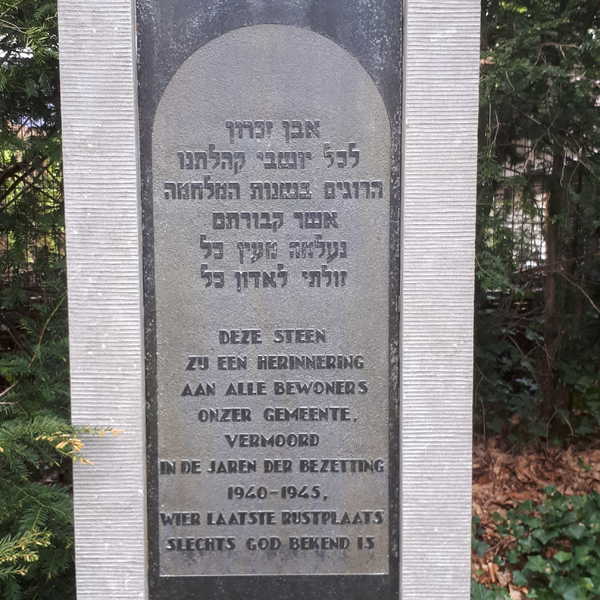 אבן זכרון
לכל יושבי קהלתנו
הרוגים בשנות המלחמה
אשר קבורתם
נעלמה מעין כל
זולתי לאדון כל
DEZE STEEN
ZIJ EEN HERINNERING
AAN ALLE BEWONERS
ONZER GEMEENTE,
VERMOORD
IN DE JAREN DER BEZETTING
1940-1945,
WIER LAATSTE RUSTPLAATS
SLECHTS GOD BEKEND IS